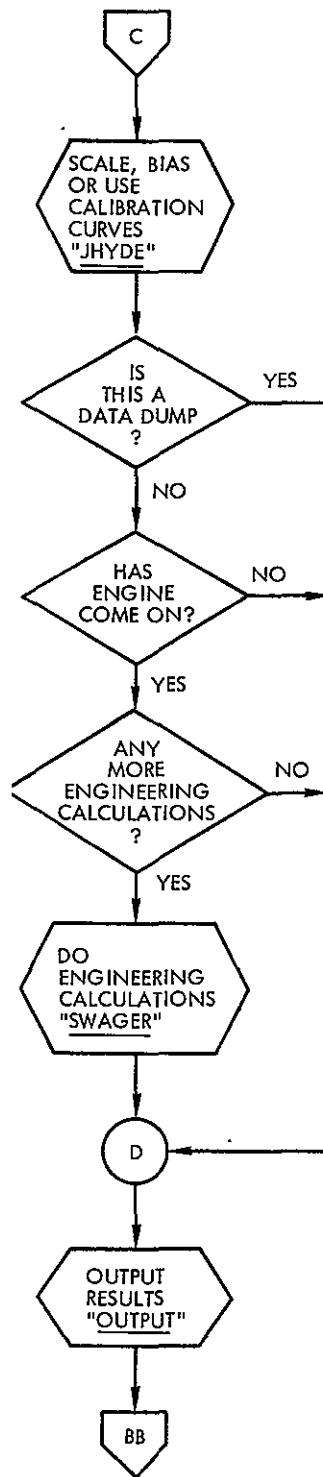 C
SCALE, BIAS
OR USE
CALIBRATION
CURVES
"JHYDE"
IS
THIS A
DATA DUMP
?
YES
NO
HAS
ENGINE
COME ON?
NO
YES
ANY
MORE
ENGINEERING
CALCULATIONS
?
NO
YES
DO
ENGINEERING
CALCULATIONS
"SWAGER"
D
OUTPUT
RESULTS
"OUTPUT"
BB